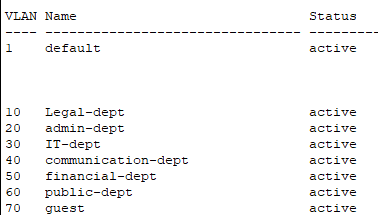 VLAN Name Status
---- -------------------------------- ---------
1 default active
10 Legal-dept active
20 admin-dept active
30 IT-dept active
40 communication-dept active
50 financial-dept active
60 public-dept active
70 guest active